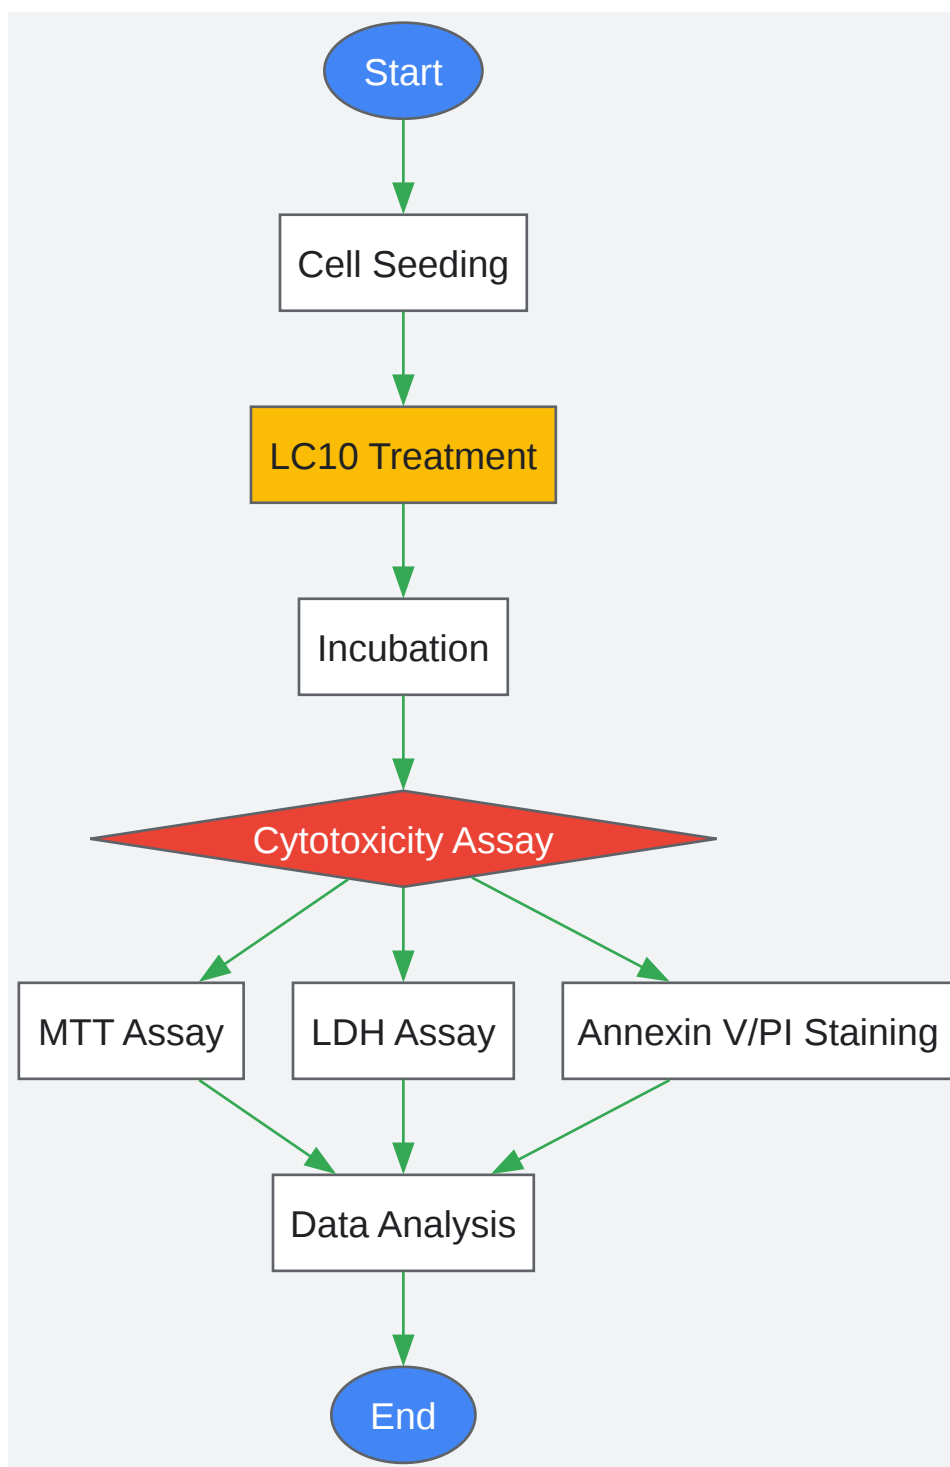 Start
Cell Seeding
LC10 Treatment
Incubation
Cytotoxicity Assay
MTT Assay
LDH Assay
Annexin V/PI Staining
Data Analysis
End